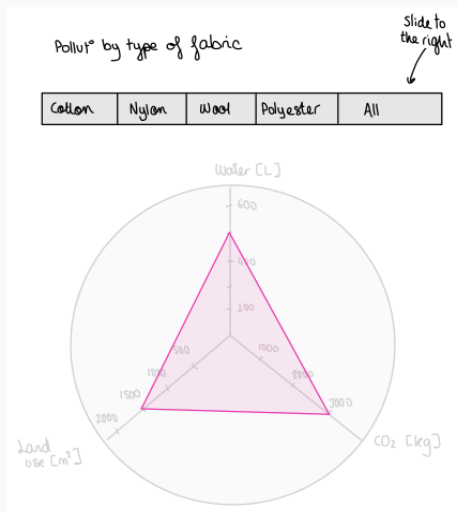 Slide to
the right
Pollut° by type of fabric
Cotton Nylon Wool Polyester All
Water [L]
600
400
200
500 1000
1000 2000
1500 3000
2000
Land
use [m²]
CO₂ [kg]